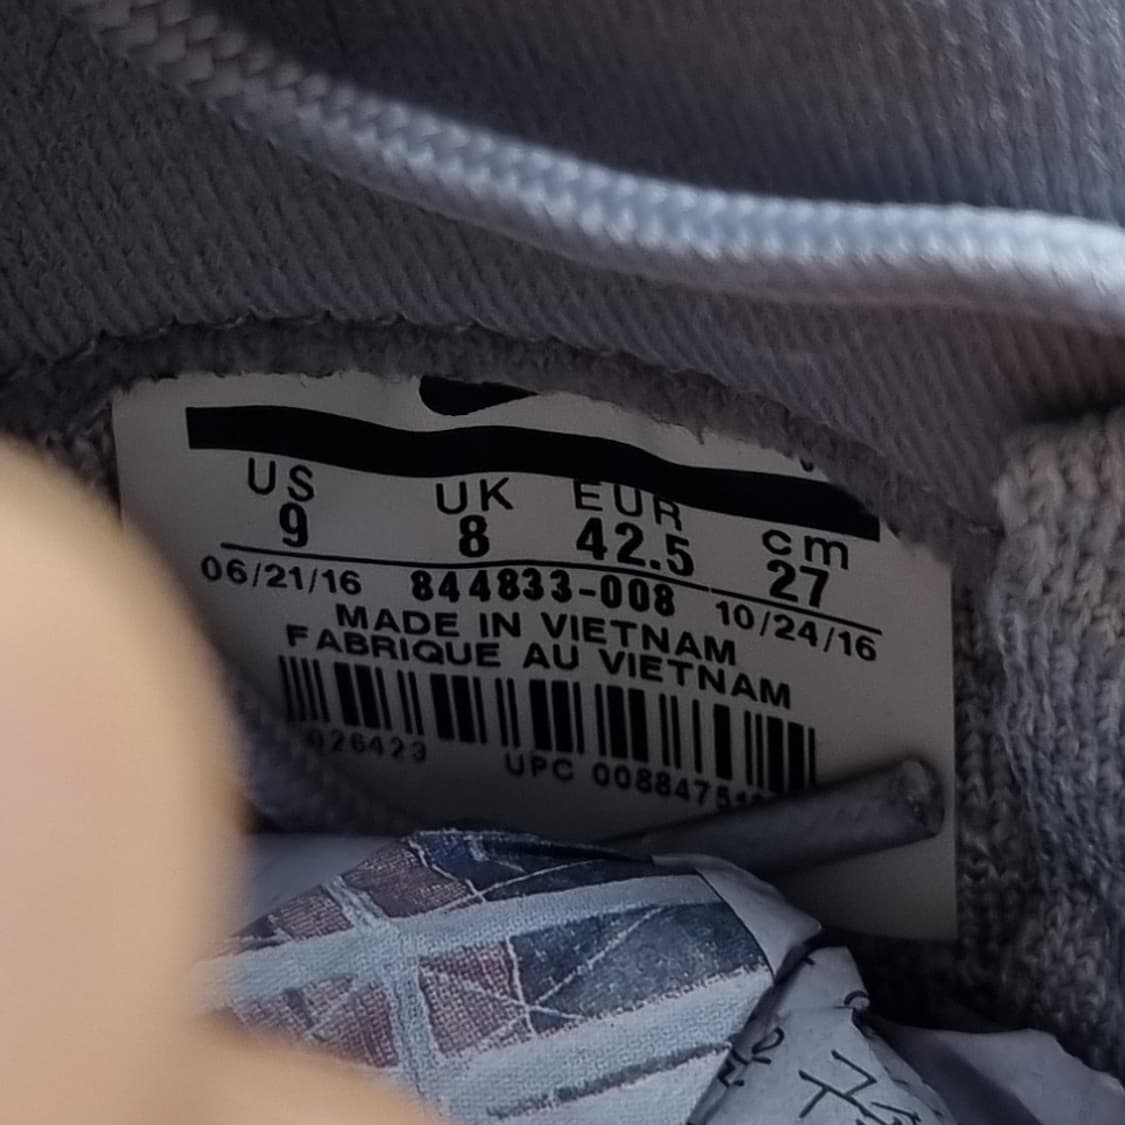 US UK EUR cm
9 8 42.5 27
06/21/16 844833-008 10/24/16
MADE IN VIETNAM
FABRIQUE AU VIETNAM
026423 UPC 00884751